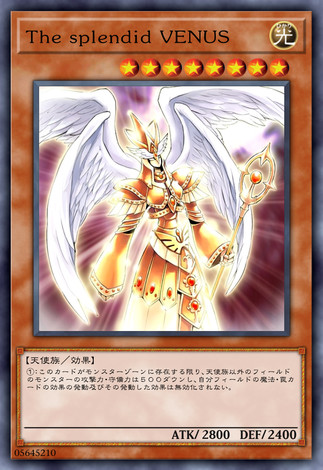 The splendid VENUS
光
【天使族／効果】
①：このカードがモンスターゾーンに存在する限り、天使族以外のフィールド
のモンスターの攻撃力・守備力は５００ダウンし、自分フィールドの魔法・罠カ
ードの発動及びその発動した効果は無効化されない。
ATK/ 2800 DEF/ 2400
05645210